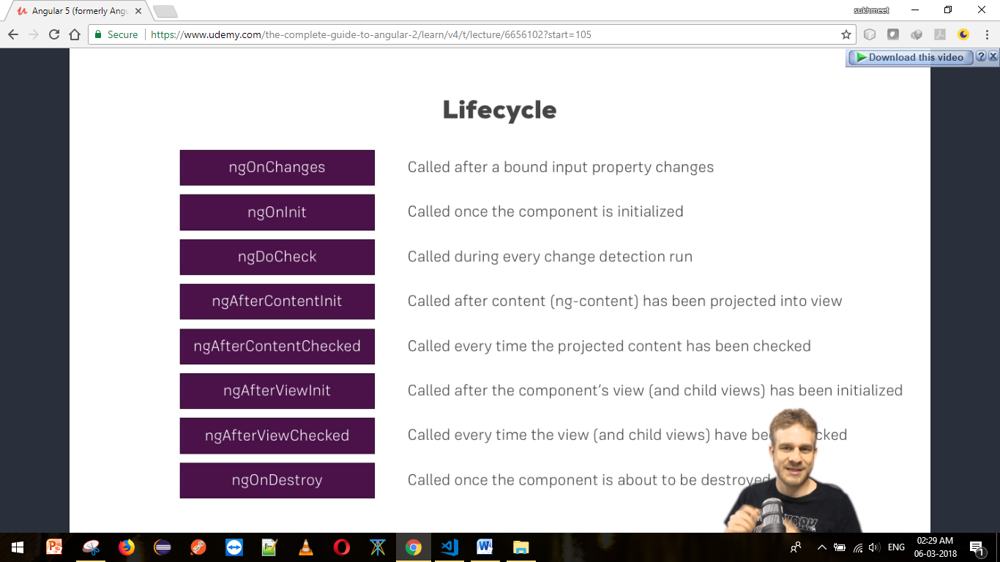 Angular 5 (formerly Angu
sukhmeet
Secure
https://www.udemy.com/the-complete-guide-to-angular-2/learn/v4/t/lecture/6656102?start=105
Download this video
Lifecycle
ngOnChanges Called after a bound input property changes
ngOnInit Called once the component is initialized
ngDoCheck Called during every change detection run
ngAfterContentInit Called after content (ng-content) has been projected into view
ngAfterContentChecked Called every time the projected content has been checked
ngAfterViewInit Called after the component’s view (and child views) has been initialized
ngAfterViewChecked Called every time the view (and child views) have
ngOnDestroy Called once the component is about to be destroyed
02:29 AM
ENG
06-03-2018
1